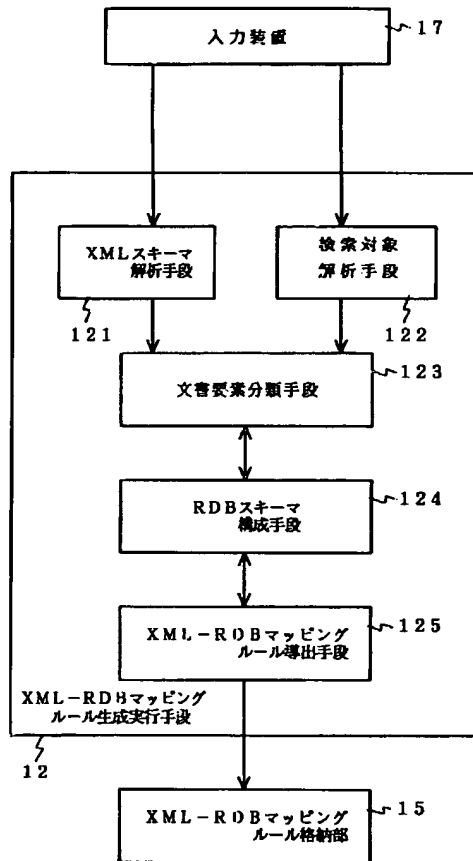 入力装置
17
XMLスキーマ
解析手段
検索対象
解析手段
121
122
文書要素分類手段
123
RDBスキーマ
構成手段
124
XML-RDBマッピング
ルール導出手段
125
XML-RDBマッピング
ルール生成実行手段
12
XML-RDBマッピング
ルール格納部
15